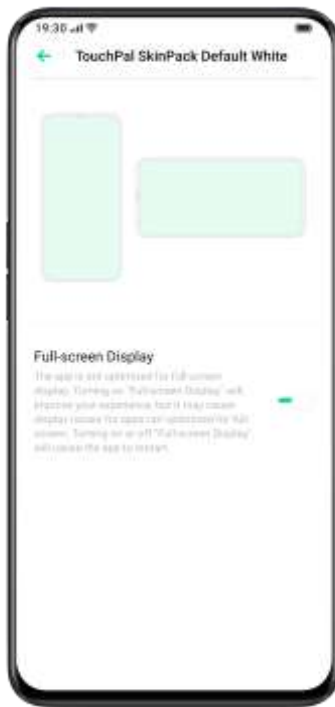 19:30
TouchPal SkinPack Default White
Full-screen Display
The app is not optimized for full-screen
display. Turning on "Full-screen Display" will
improve your experience, but it may cause
display issues for apps not optimized for full
screen. Turning on or off "Full-screen Display"
will cause the app to restart.